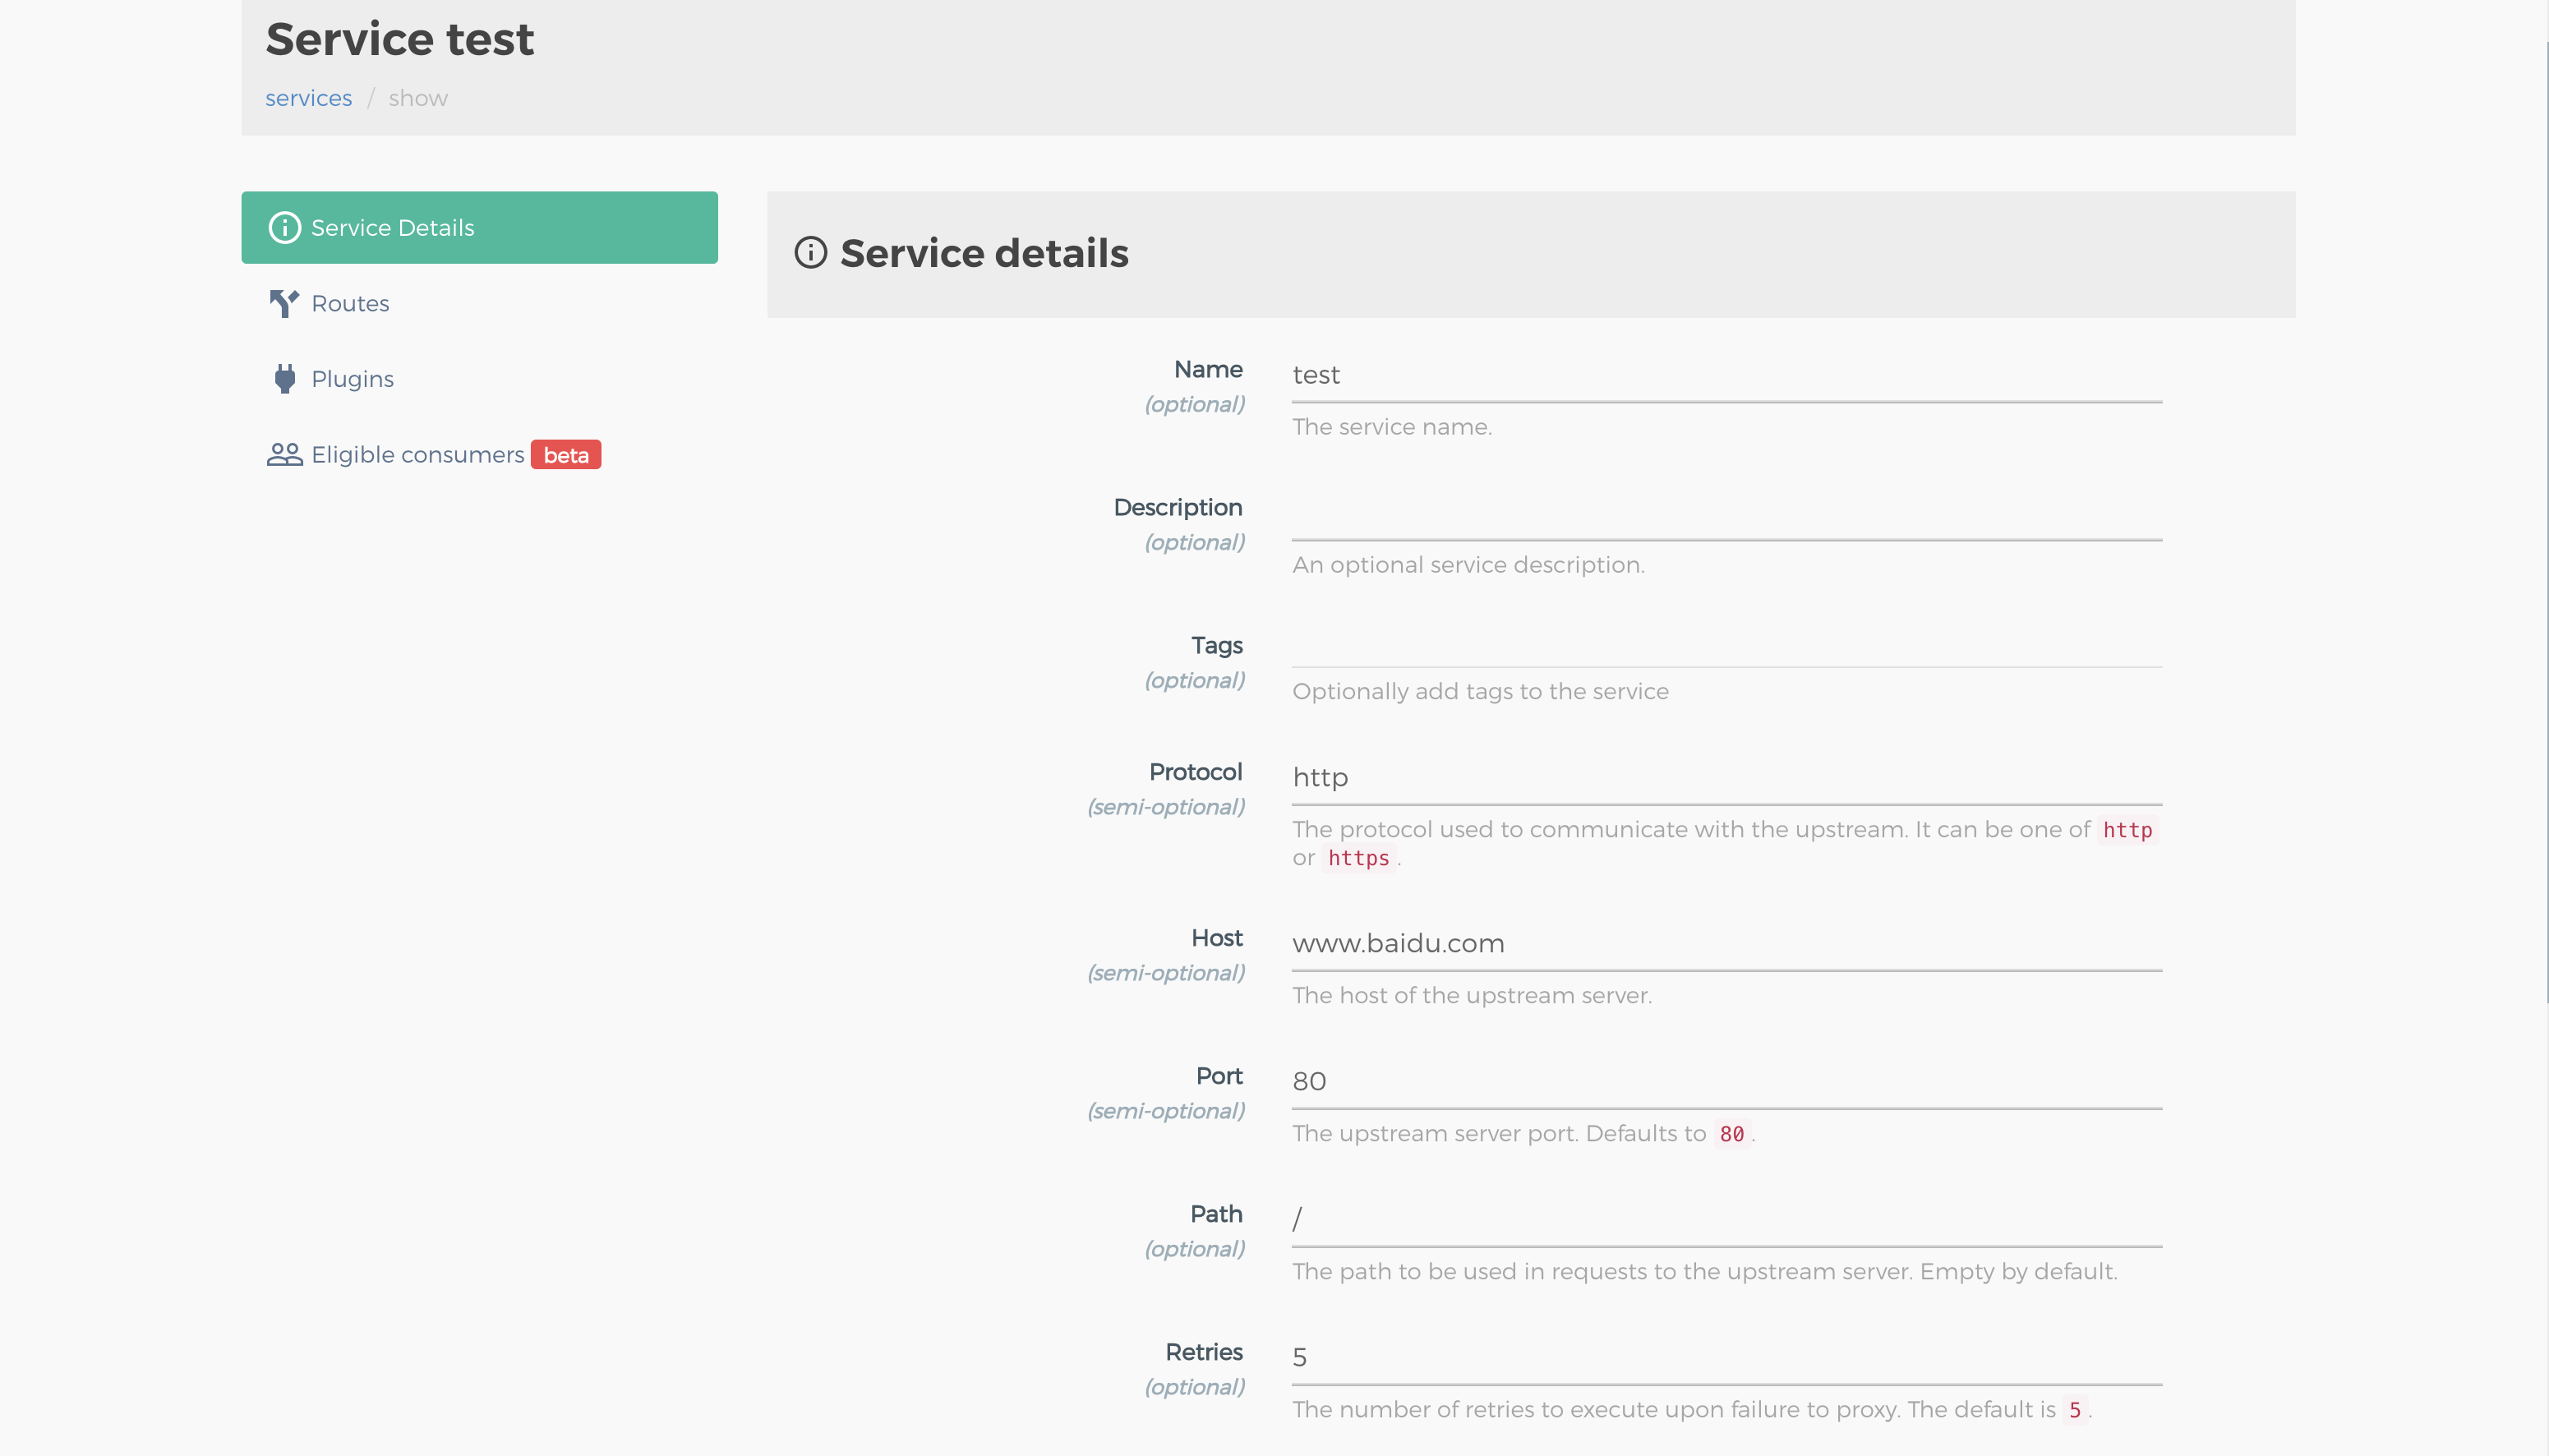 Service test
services / show
Service Details
Routes
Plugins
Eligible consumers beta
Service details
Name
(optional)
test
The service name.
Description
(optional)
An optional service description.
Tags
(optional)
Optionally add tags to the service
Protocol
(semi-optional)
http
The protocol used to communicate with the upstream. It can be one of http
or https.
Host
(semi-optional)
www.baidu.com
The host of the upstream server.
Port
(semi-optional)
80
The upstream server port. Defaults to 80.
Path
(optional)
/
The path to be used in requests to the upstream server. Empty by default.
Retries
(optional)
5
The number of retries to execute upon failure to proxy. The default is 5.